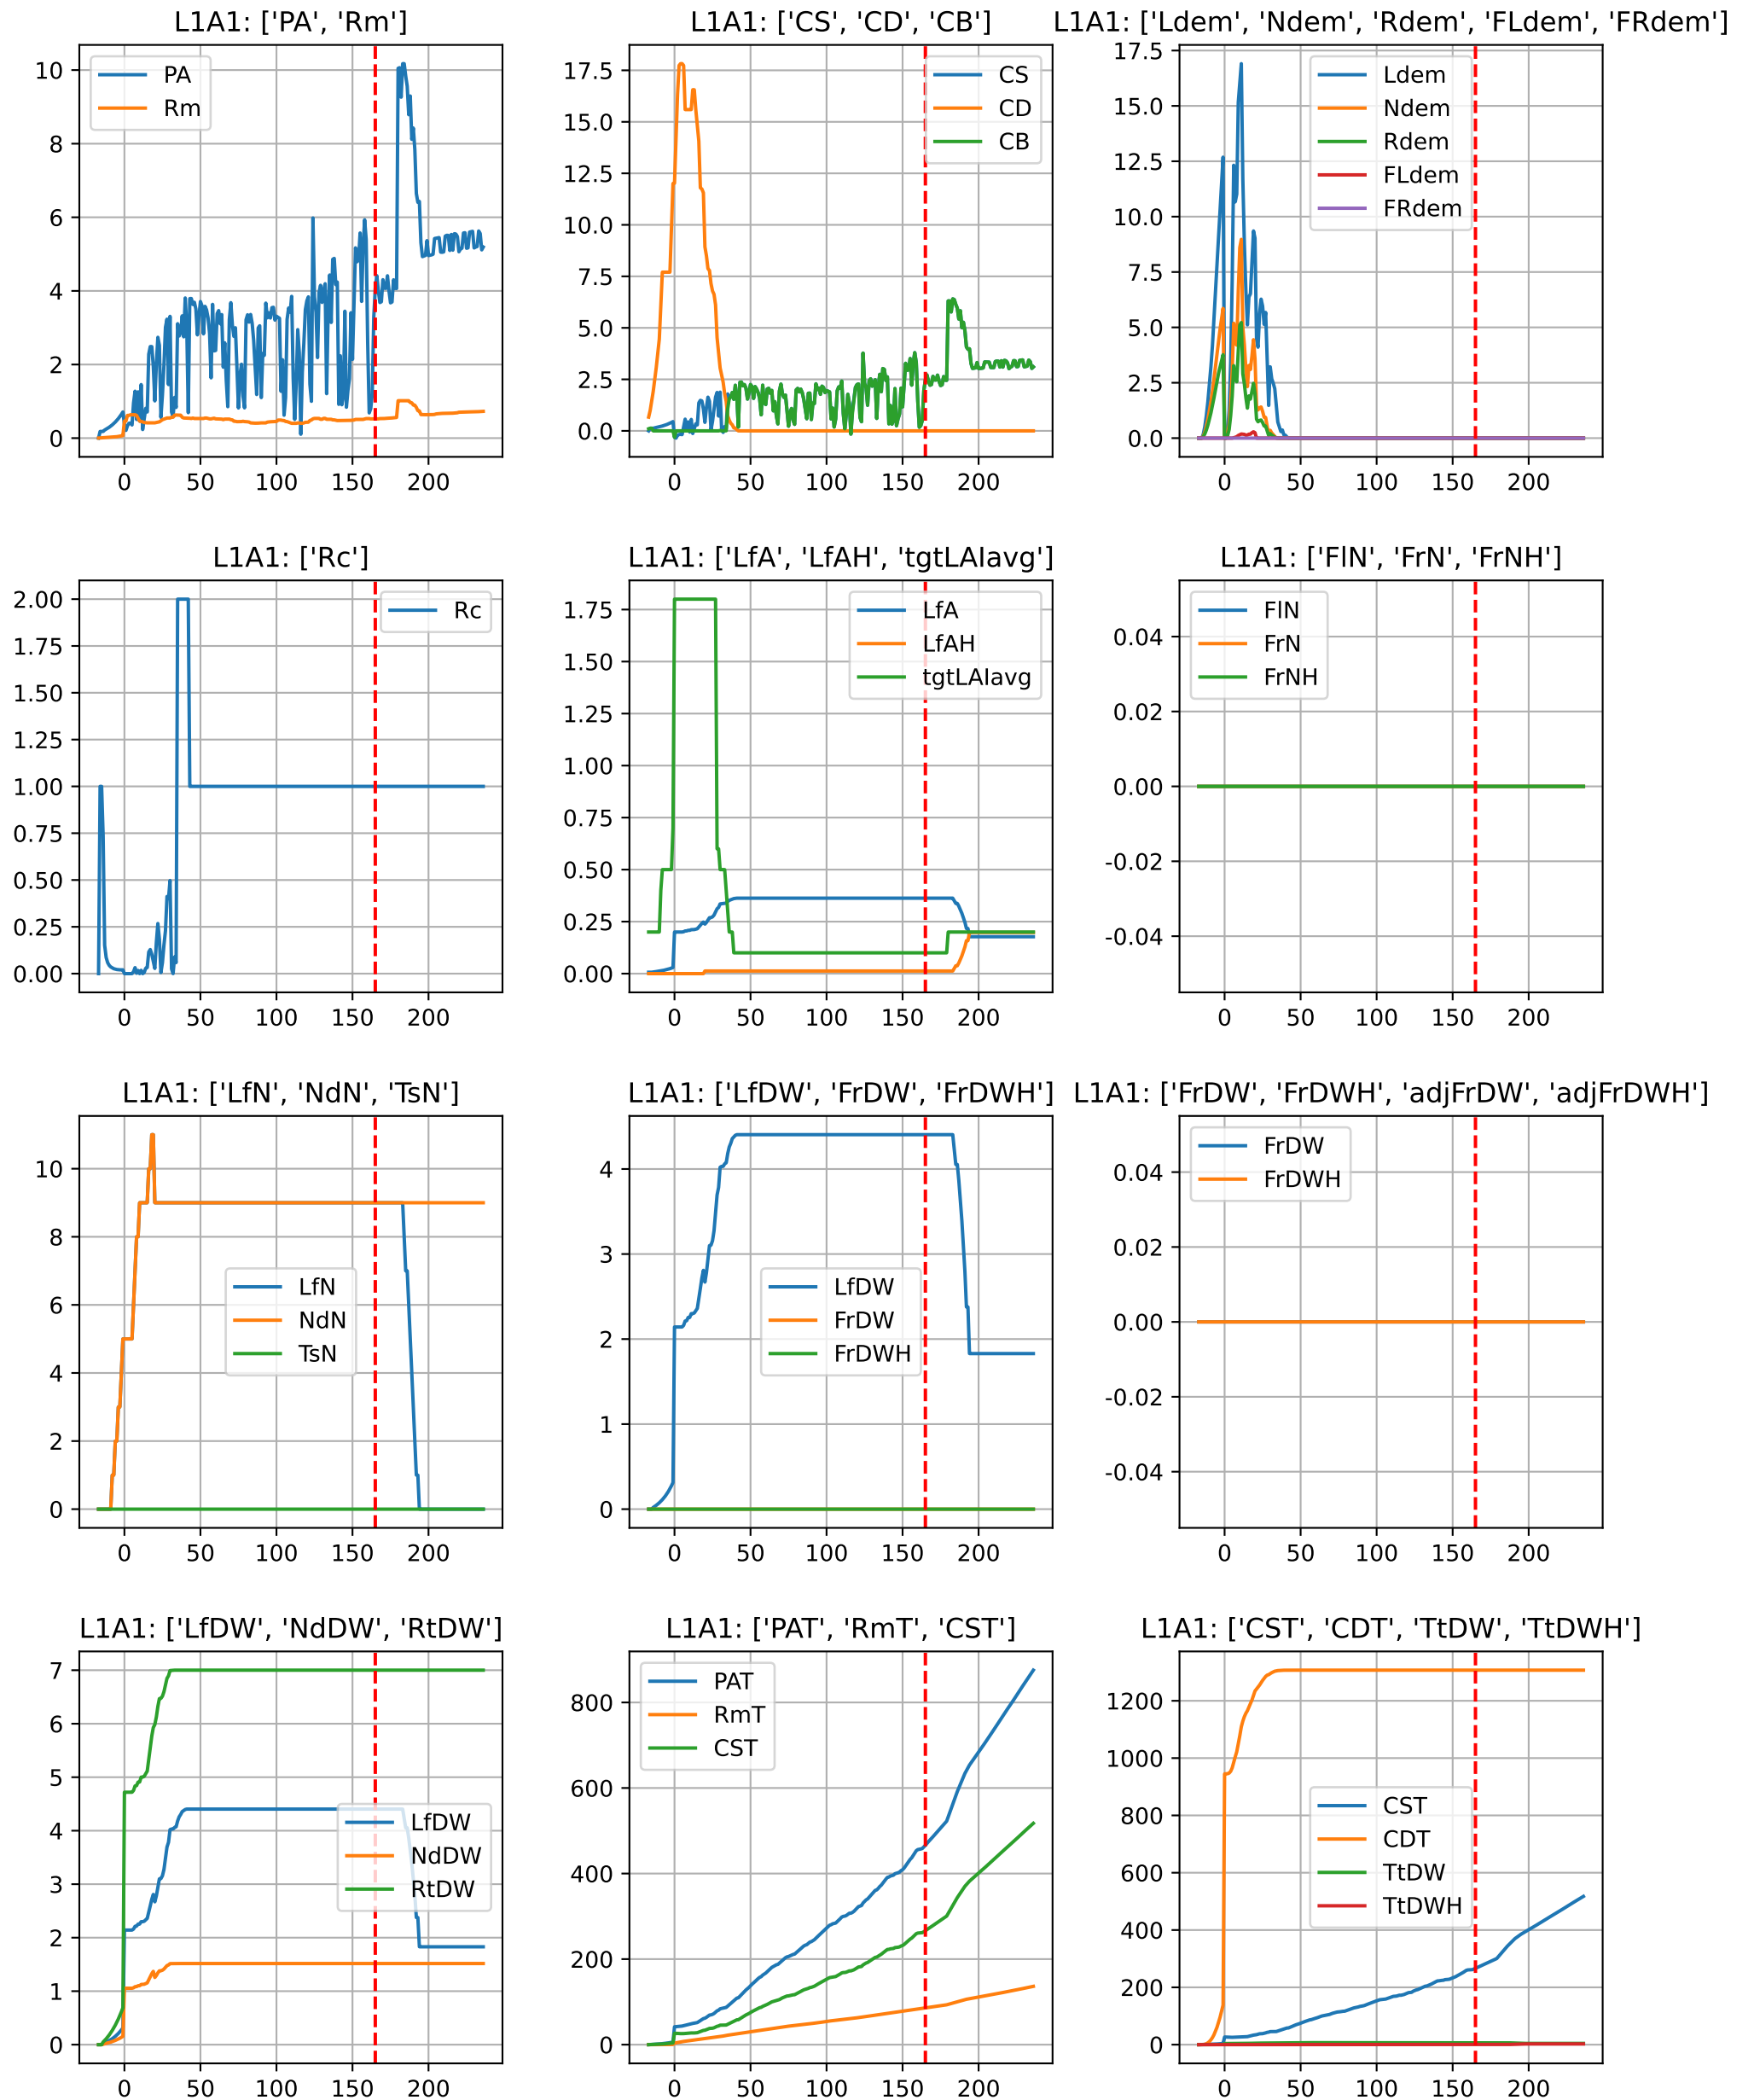 L1A1: ['PA', 'Rm']
PA
Rm
10
8
6
4
2
0
0 50 100 150 200
L1A1: ['CS', 'CD', 'CB']
CS
CD
CB
17.5
15.0
12.5
10.0
7.5
5.0
2.5
0.0
0 50 100 150 200
L1A1: ['Ldem', 'Ndem', 'Rdem', 'FLdem', 'FRdem']
Ldem
Ndem
Rdem
FLdem
FRdem
17.5
15.0
12.5
10.0
7.5
5.0
2.5
0.0
0 50 100 150 200
L1A1: ['Rc']
Rc
2.00
1.75
1.50
1.25
1.00
0.75
0.50
0.25
0.00
0 50 100 150 200
L1A1: ['LfA', 'LfAH', 'tgtLAIavg']
LfA
LfAH
tgtLAIavg
1.75
1.50
1.25
1.00
0.75
0.50
0.25
0.00
0 50 100 150 200
L1A1: ['FlN', 'FrN', 'FrNH']
FlN
FrN
FrNH
0.04
0.02
0.00
-0.02
-0.04
0 50 100 150 200
L1A1: ['LfN', 'NdN', 'TsN']
LfN
NdN
TsN
10
8
6
4
2
0
0 50 100 150 200
L1A1: ['LfDW', 'FrDW', 'FrDWH']
LfDW
FrDW
FrDWH
4
3
2
1
0
0 50 100 150 200
L1A1: ['FrDW', 'FrDWH', 'adjFrDW', 'adjFrDWH']
FrDW
FrDWH
0.04
0.02
0.00
-0.02
-0.04
0 50 100 150 200
L1A1: ['LfDW', 'NdDW', 'RtDW']
LfDW
NdDW
RtDW
7
6
5
4
3
2
1
0
0 50 100 150 200
L1A1: ['PAT', 'RmT', 'CST']
PAT
RmT
CST
800
600
400
200
0
0 50 100 150 200
L1A1: ['CST', 'CDT', 'TtDW', 'TtDWH']
CST
CDT
TtDW
TtDWH
1200
1000
800
600
400
200
0
0 50 100 150 200